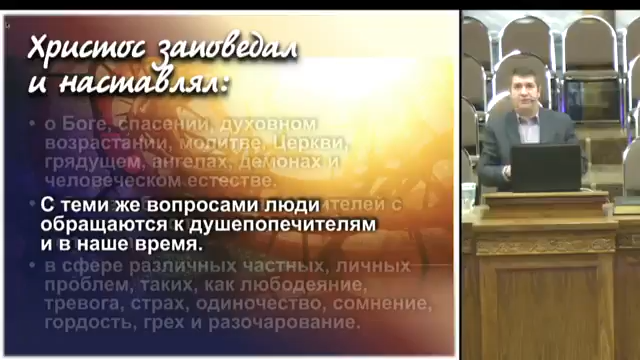 Христос заповедал
и наставлял:
• о Боге, спасении, духовном
возрастании, молитве, Церкви,
грядущем, ангелах, демонах и
человеческом естестве.
С теми же вопросами люди
обращаются к душепопечителям
и в наше время.
• в сфере различных частных, личных
проблем, таких, как любодеяние,
тревога, страх, одиночество, сомнение,
гордость, грех и разочарование.